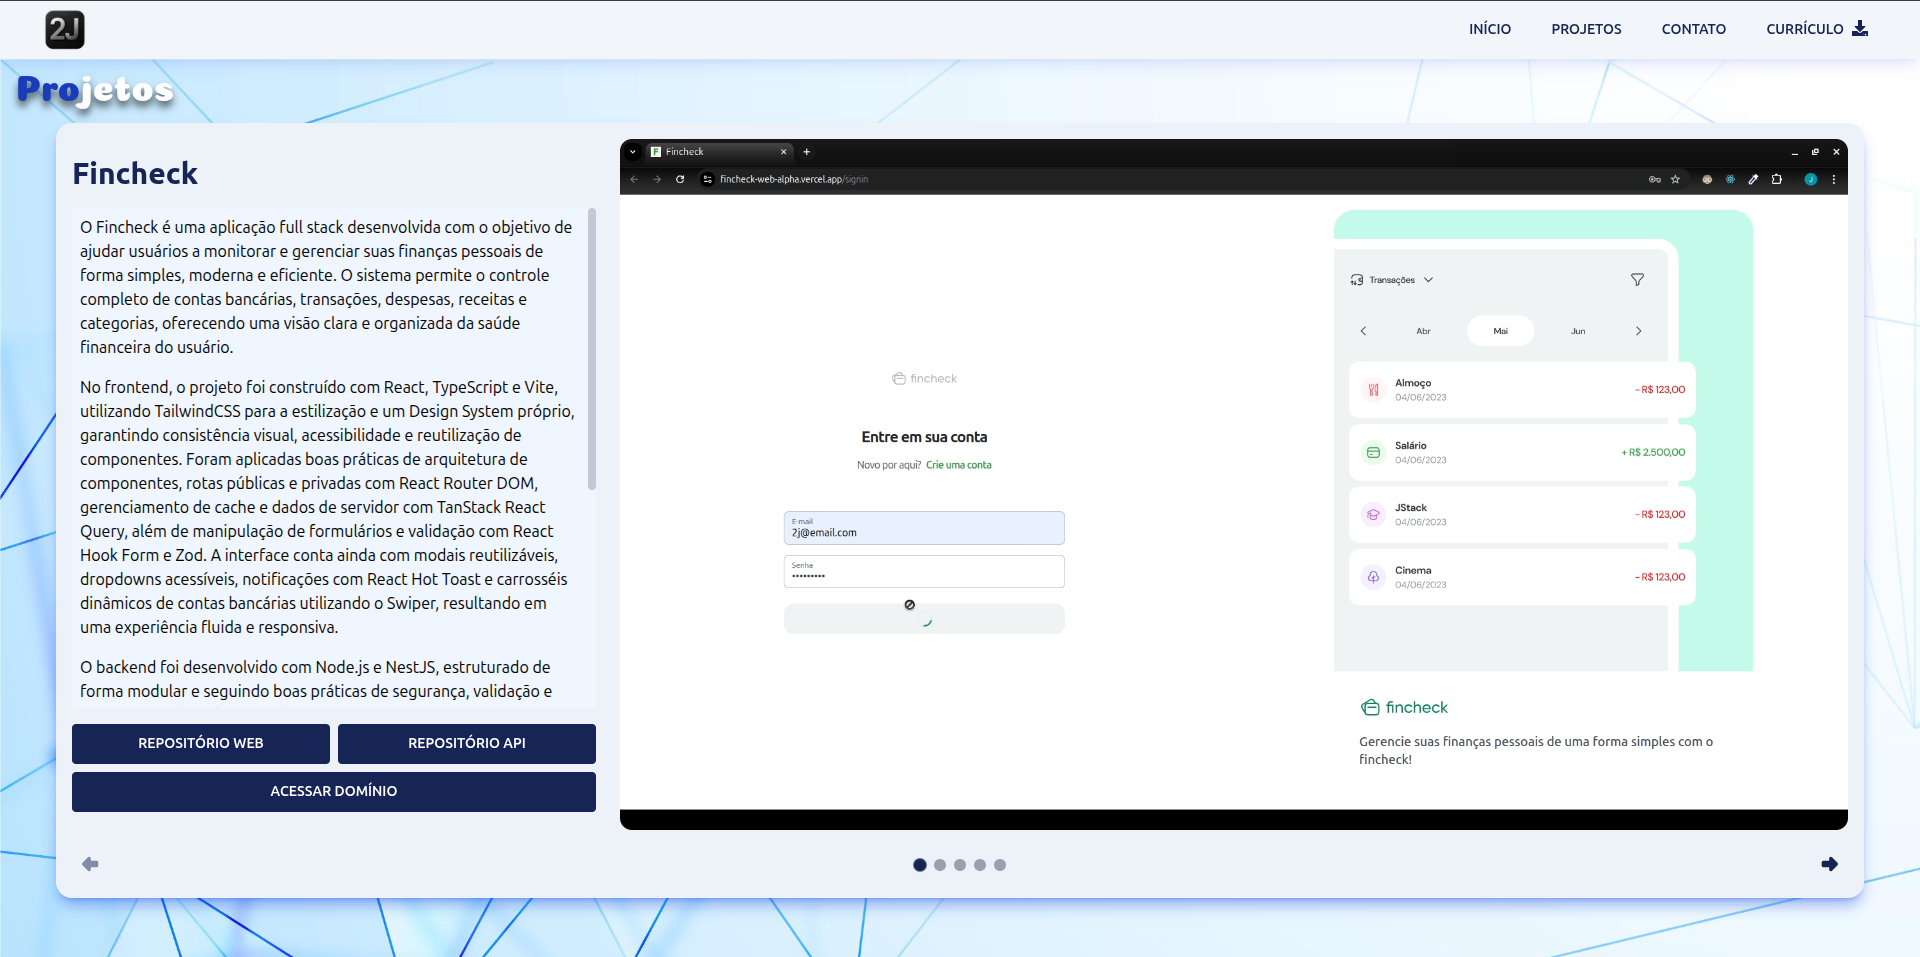 2J
INÍCIO
PROJETOS
CONTATO
CURRÍCULO
Projetos
Fincheck
O Fincheck é uma aplicação full stack desenvolvida com o objetivo de
ajudar usuários a monitorar e gerenciar suas finanças pessoais de
forma simples, moderna e eficiente. O sistema permite o controle
completo de contas bancárias, transações, despesas, receitas e
categorias, oferecendo uma visão clara e organizada da saúde
financeira do usuário.
No frontend, o projeto foi construído com React, TypeScript e Vite,
utilizando TailwindCSS para a estilização e um Design System próprio,
garantindo consistência visual, acessibilidade e reutilização de
componentes. Foram aplicadas boas práticas de arquitetura de
componentes, rotas públicas e privadas com React Router DOM,
gerenciamento de cache e dados de servidor com TanStack React
Query, além de manipulação de formulários e validação com React
Hook Form e Zod. A interface conta ainda com modais reutilizáveis,
dropdowns acessíveis, notificações com React Hot Toast e carrosséis
dinâmicos de contas bancárias utilizando o Swiper, resultando em
uma experiência fluida e responsiva.
O backend foi desenvolvido com Node.js e NestJS, estruturado de
forma modular e seguindo boas práticas de segurança, validação e
REPOSITÓRIO WEB
REPOSITÓRIO API
ACESSAR DOMÍNIO
F Fincheck
fincheck-web-alpha.vercel.app/signin
J
fincheck
Entre em sua conta
Novo por aqui? Crie uma conta
E-mail
2j@email.com
Senha
•••••••••
Transações
Abr
Mai
Jun
Almoço
04/06/2023
- R$ 123,00
Salário
04/06/2023
+ R$ 2.500,00
JStack
04/06/2023
- R$ 123,00
Cinema
04/06/2023
- R$ 123,00
fincheck
Gerencie suas finanças pessoais de uma forma simples com o
fincheck!